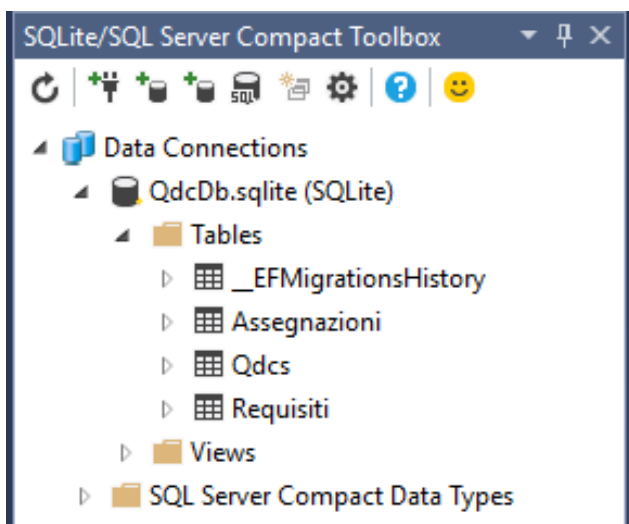 SQLite/SQL Server Compact Toolbox
SQL
Data Connections
QdcDb.sqlite (SQLite)
Tables
__EFMigrationsHistory
Assegnazioni
Qdcs
Requisiti
Views
SQL Server Compact Data Types